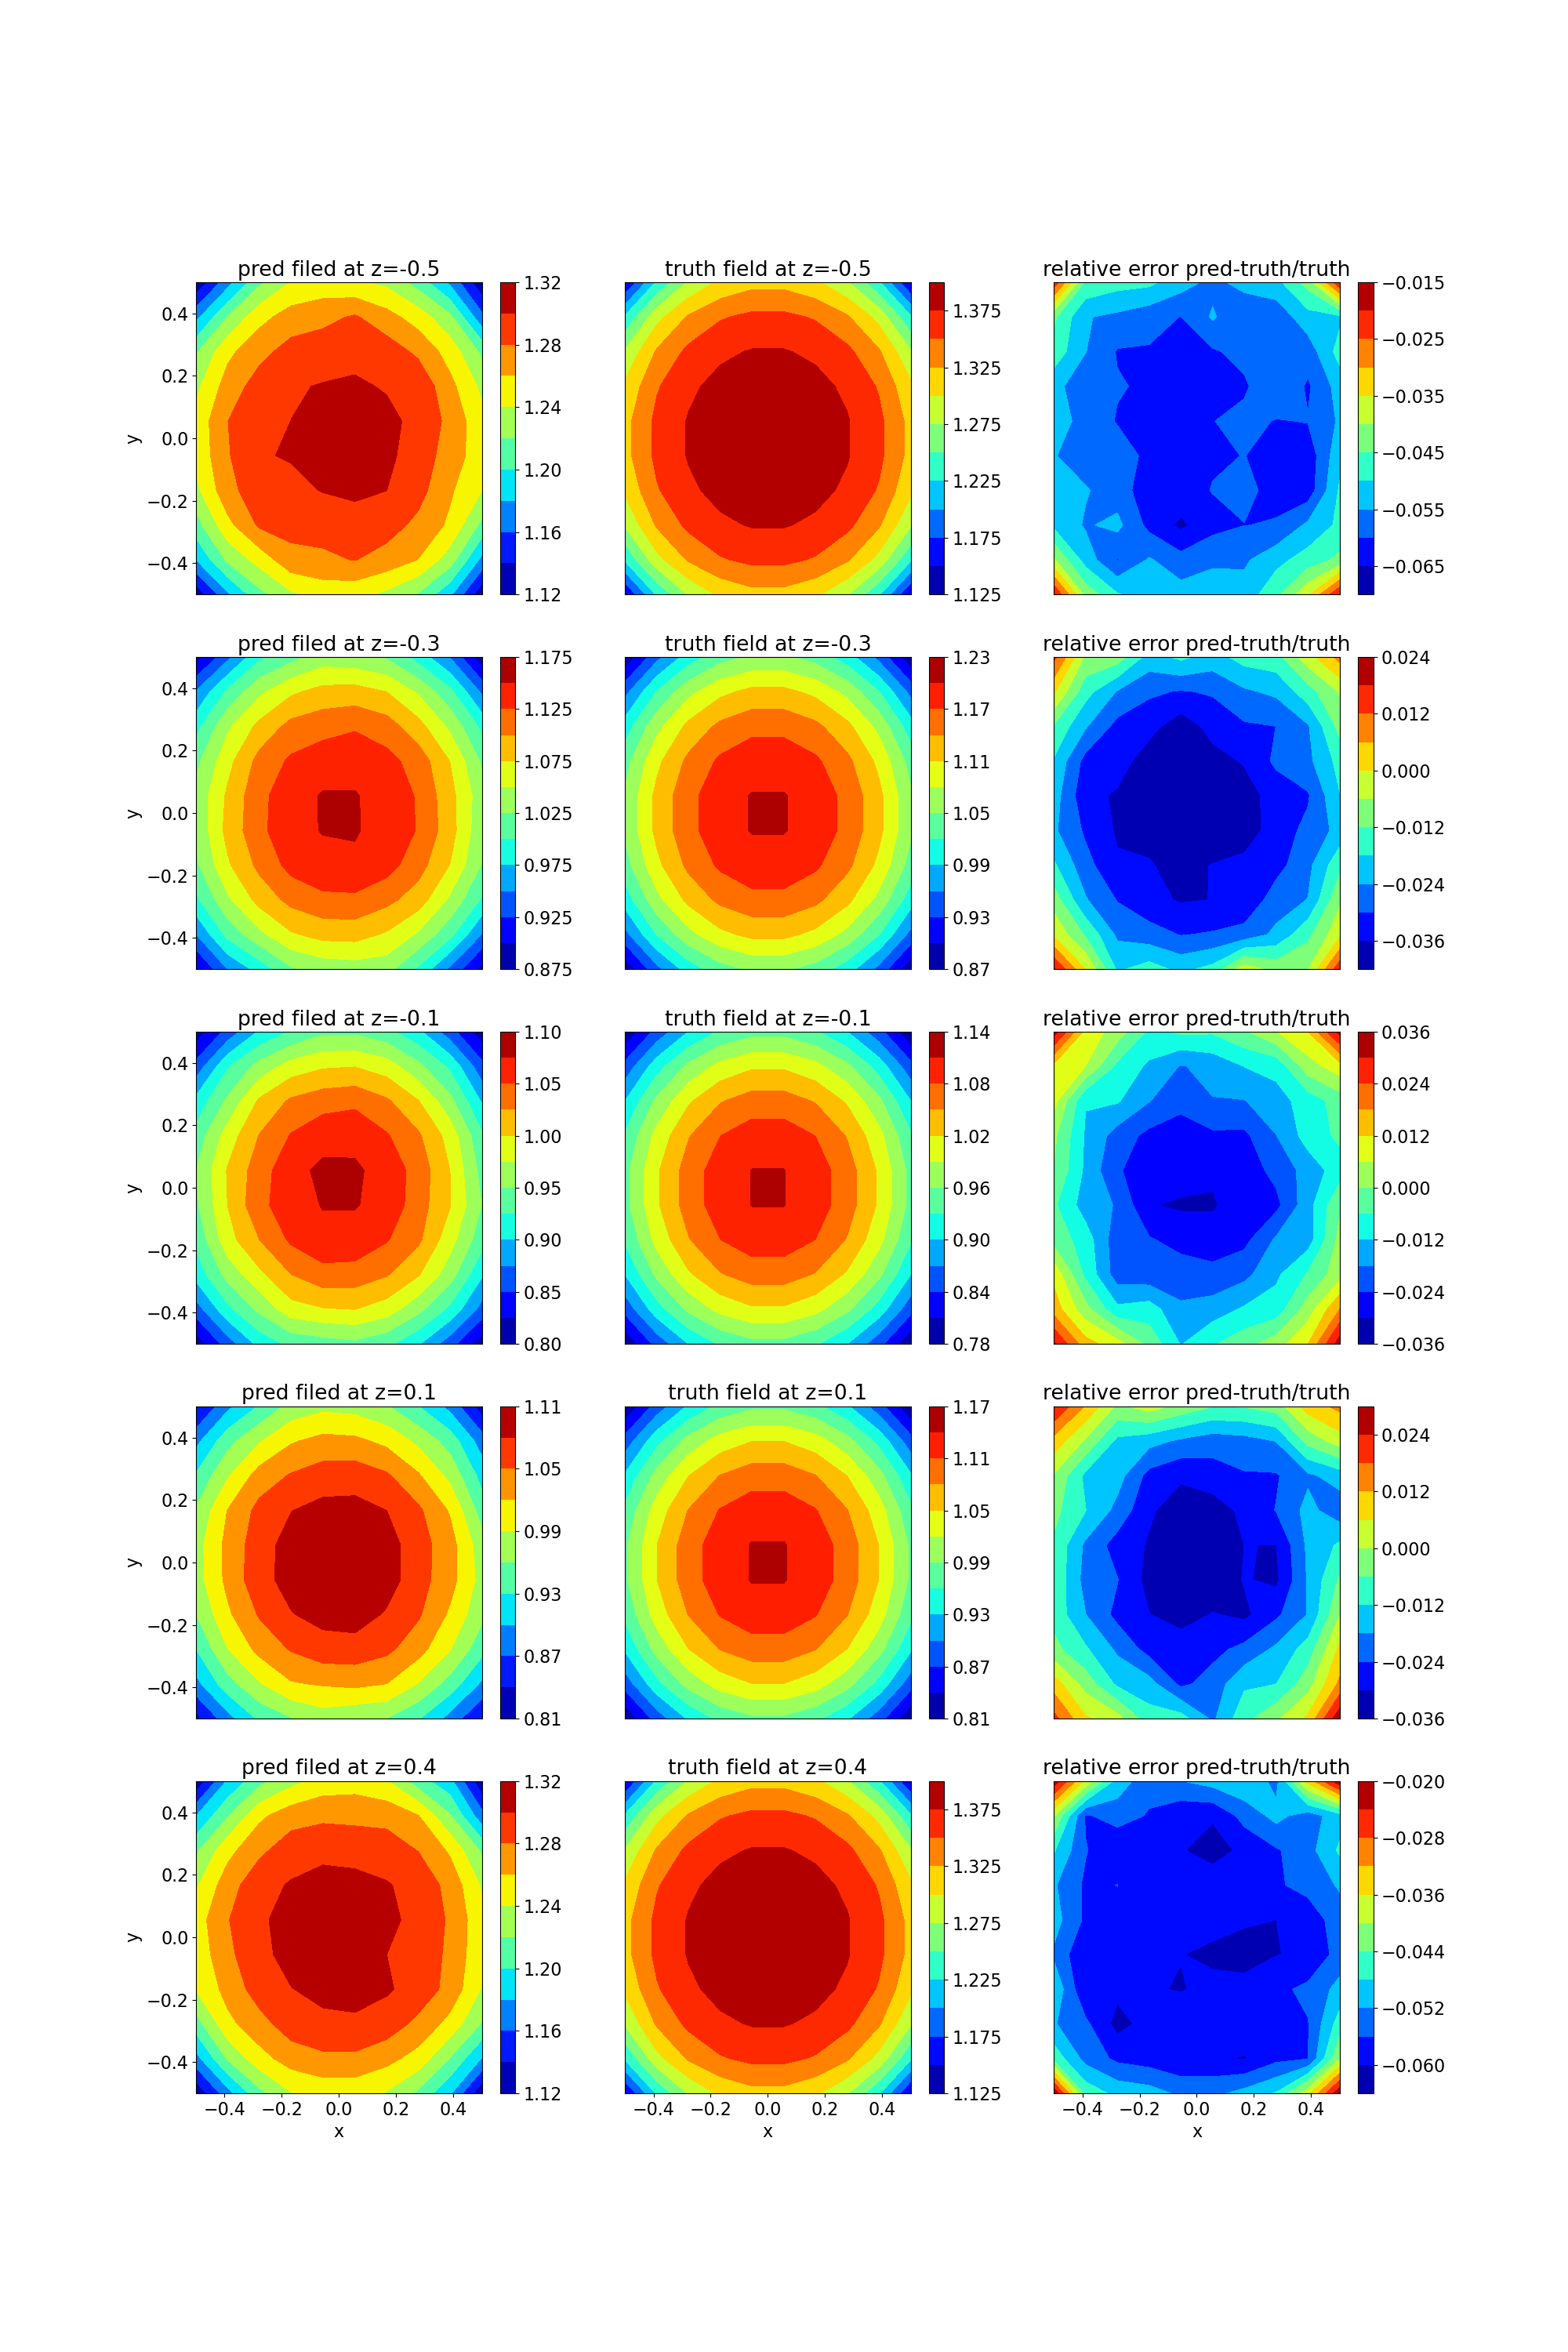 pred filed at z=-0.5 truth field at z=-0.5 relative error pred-truth/truth
0.4 1.32 1.375 −0.015
0.2 1.28 1.325 −0.025
y 0.0 1.24 1.275 −0.035
−0.2 1.20 1.225 −0.045
−0.4 1.16 1.175 −0.055
1.12 1.125 −0.065
pred filed at z=-0.3 truth field at z=-0.3 relative error pred-truth/truth
0.4 1.175 1.23 0.024
0.2 1.125 1.17 0.012
y 0.0 1.075 1.11 0.000
−0.2 1.025 1.05 −0.012
−0.4 0.975 0.99 −0.024
0.925 0.93 −0.036
0.875 0.87
pred filed at z=-0.1 truth field at z=-0.1 relative error pred-truth/truth
0.4 1.10 1.14 0.036
0.2 1.05 1.08 0.024
y 0.0 1.00 1.02 0.012
−0.2 0.95 0.96 0.000
−0.4 0.90 0.90 −0.012
0.85 0.84 −0.024
0.80 0.78 −0.036
pred filed at z=0.1 truth field at z=0.1 relative error pred-truth/truth
0.4 1.11 1.17 0.024
0.2 1.05 1.11 0.012
y 0.0 0.99 1.05 0.000
−0.2 0.93 0.99 −0.012
−0.4 0.87 0.93 −0.024
0.81 0.87 −0.036
0.81
pred filed at z=0.4 truth field at z=0.4 relative error pred-truth/truth
0.4 1.32 1.375 −0.020
0.2 1.28 1.325 −0.028
y 0.0 1.24 1.275 −0.036
−0.2 1.20 1.225 −0.044
−0.4 1.16 1.175 −0.052
1.12 1.125 −0.060
−0.4 −0.2 0.0 0.2 0.4 −0.4 −0.2 0.0 0.2 0.4 −0.4 −0.2 0.0 0.2 0.4
x x x